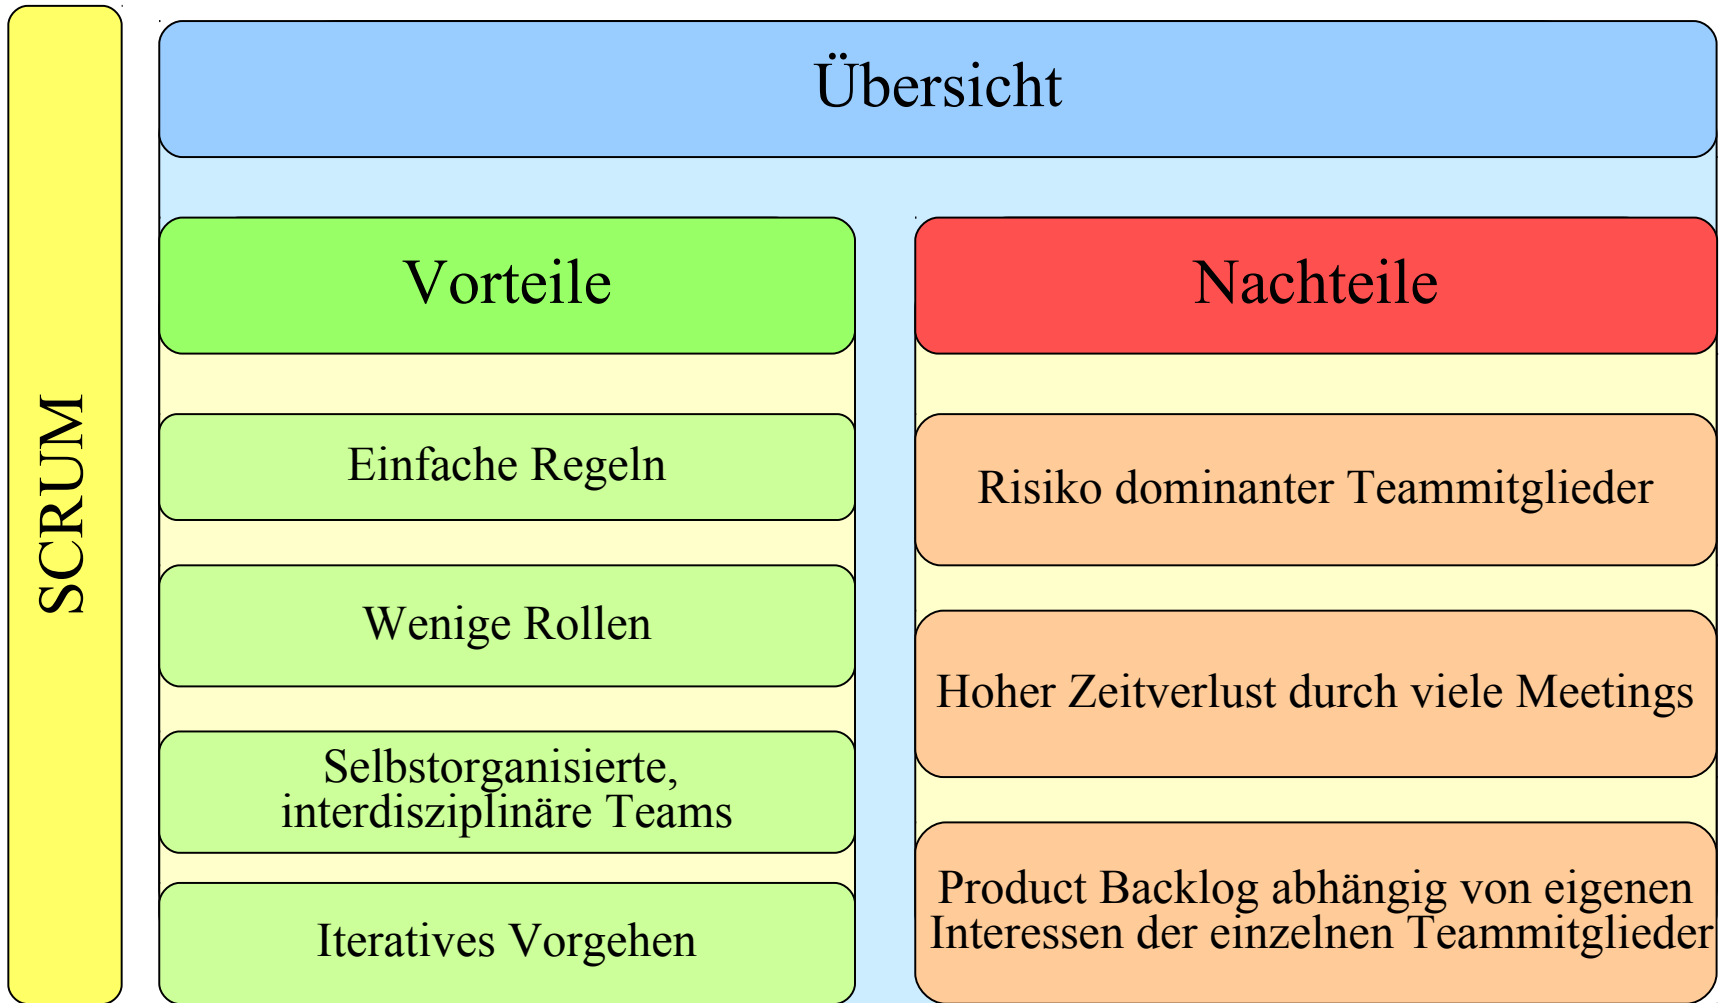 SCRUM
Übersicht
Vorteile
Einfache Regeln
Wenige Rollen
Selbstorganisierte,
interdisziplinäre Teams
Iteratives Vorgehen
Nachteile
Risiko dominanter Teammitglieder
Hoher Zeitverlust durch viele Meetings
Product Backlog abhängig von eigenen
Interessen der einzelnen Teammitglieder